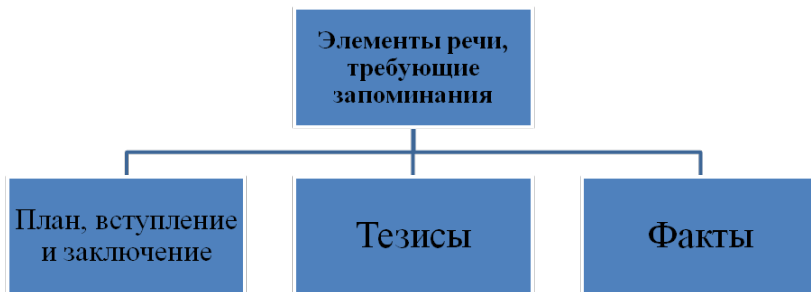 Элементы речи,
требующие
запоминания
План, вступление
и заключение
Тезисы
Факты